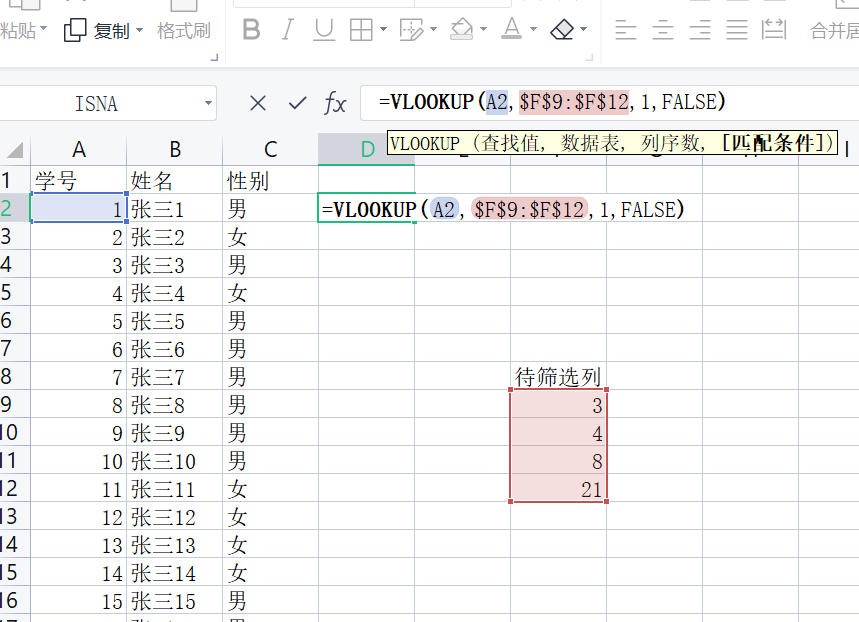 粘贴 复制 格式刷 B I U A 合并居
ISNA fx =VLOOKUP(A2,$F$9:$F$12,1,FALSE)
VLOOKUP (查找值, 数据表, 列序数, [匹配条件])
A B C D I
1 学号 姓名 性别
2 1 张三1 男 =VLOOKUP(A2, $F$9:$F$12,1,FALSE)
3 2 张三2 女
4 3 张三3 男
5 4 张三4 女
6 5 张三5 男
7 6 张三6 男
8 7 张三7 男 待筛选列
9 8 张三8 男 3
10 9 张三9 男 4
11 10 张三10 男 8
12 11 张三11 女 21
13 12 张三12 女
14 13 张三13 女
15 14 张三14 女
16 15 张三15 男